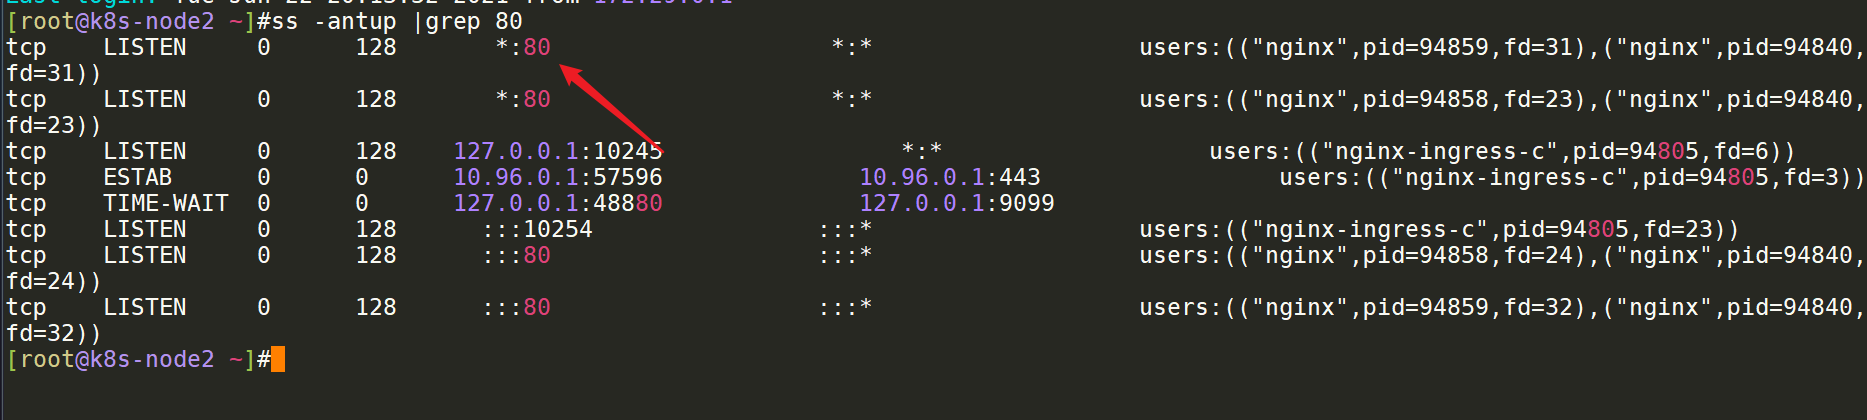 [root@k8s-node2 ~]#ss -antup |grep 80
tcp    LISTEN     0      128       *:80                    *:*                   users:(("nginx",pid=94859,fd=31),("nginx",pid=94840,
fd=31))
tcp    LISTEN     0      128       *:80                    *:*                   users:(("nginx",pid=94858,fd=23),("nginx",pid=94840,
fd=23))
tcp    LISTEN     0      128    127.0.0.1:10245                 *:*                   users:(("nginx-ingress-c",pid=94805,fd=6))
tcp    ESTAB      0      0      10.96.0.1:57596              10.96.0.1:443                 users:(("nginx-ingress-c",pid=94805,fd=3))
tcp    TIME-WAIT  0      0      127.0.0.1:48880              127.0.0.1:9099
tcp    LISTEN     0      128      :::10254                :::*                   users:(("nginx-ingress-c",pid=94805,fd=23))
tcp    LISTEN     0      128      :::80                   :::*                   users:(("nginx",pid=94858,fd=24),("nginx",pid=94840,
fd=24))
tcp    LISTEN     0      128      :::80                   :::*                   users:(("nginx",pid=94859,fd=32),("nginx",pid=94840,
fd=32))
[root@k8s-node2 ~]#